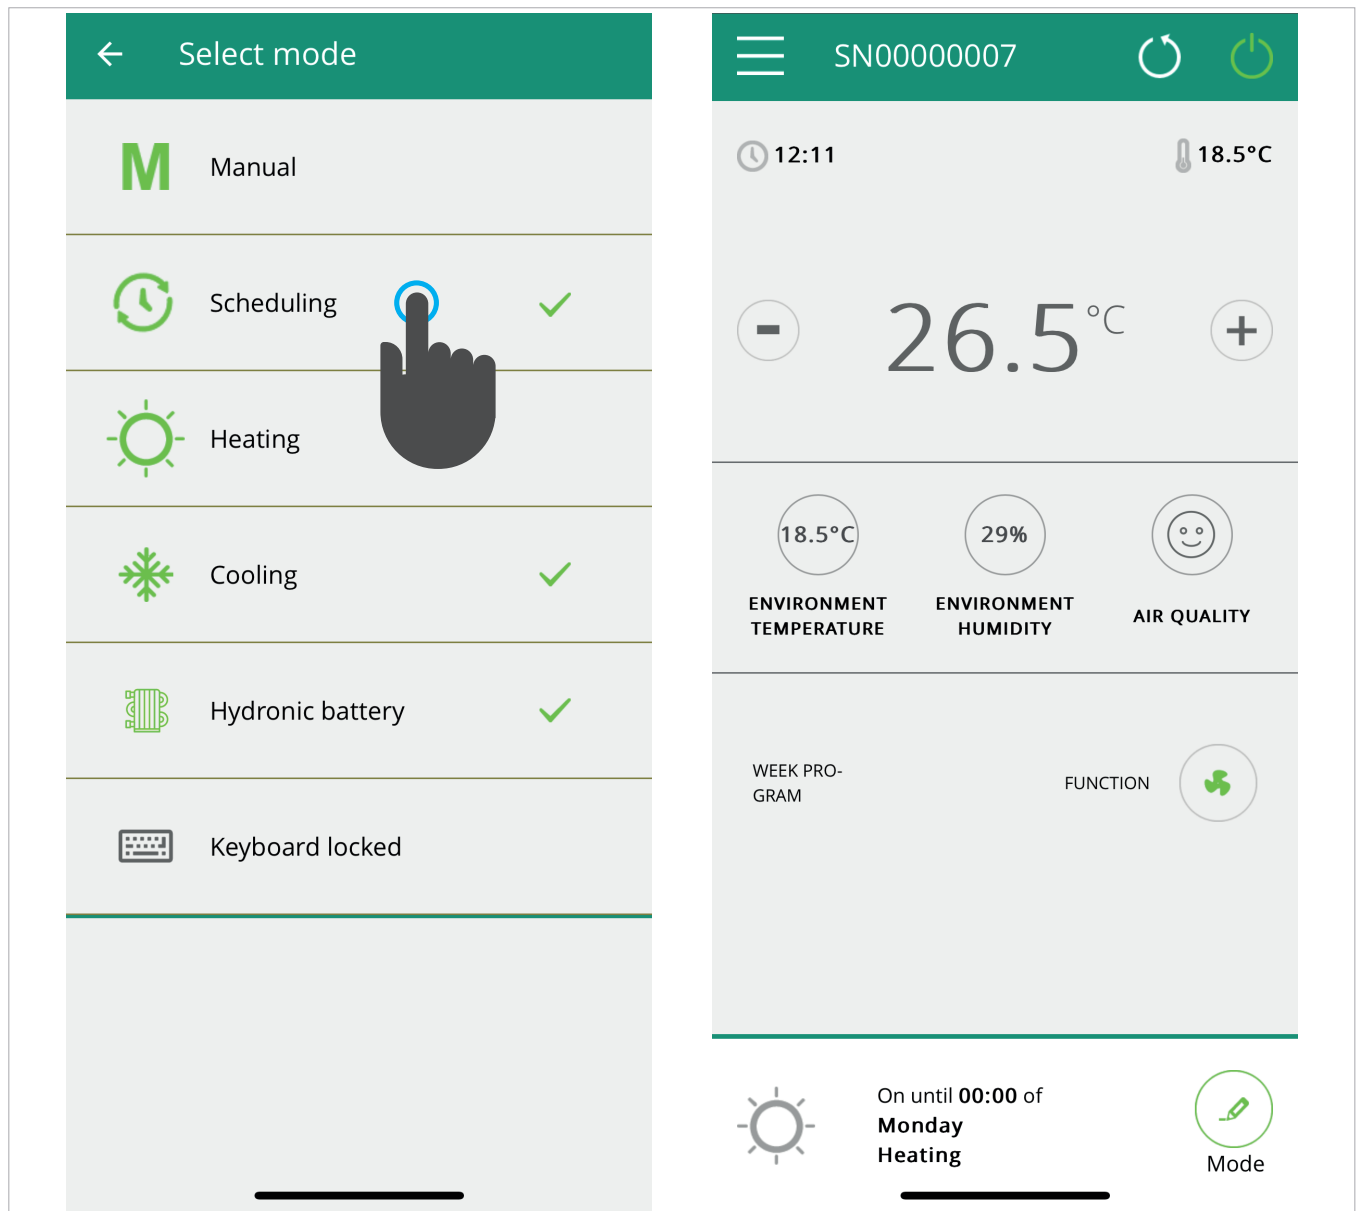 Select mode
M
Manual
Scheduling
Heating
Cooling
Hydronic battery
Keyboard locked
SN00000007
12:11
18.5°C
-
26.5 °C
+
18.5°C
29%
ENVIRONMENT
TEMPERATURE
ENVIRONMENT
HUMIDITY
AIR QUALITY
WEEK PRO-
GRAM
FUNCTION
On until 00:00 of
Monday
Heating
Mode